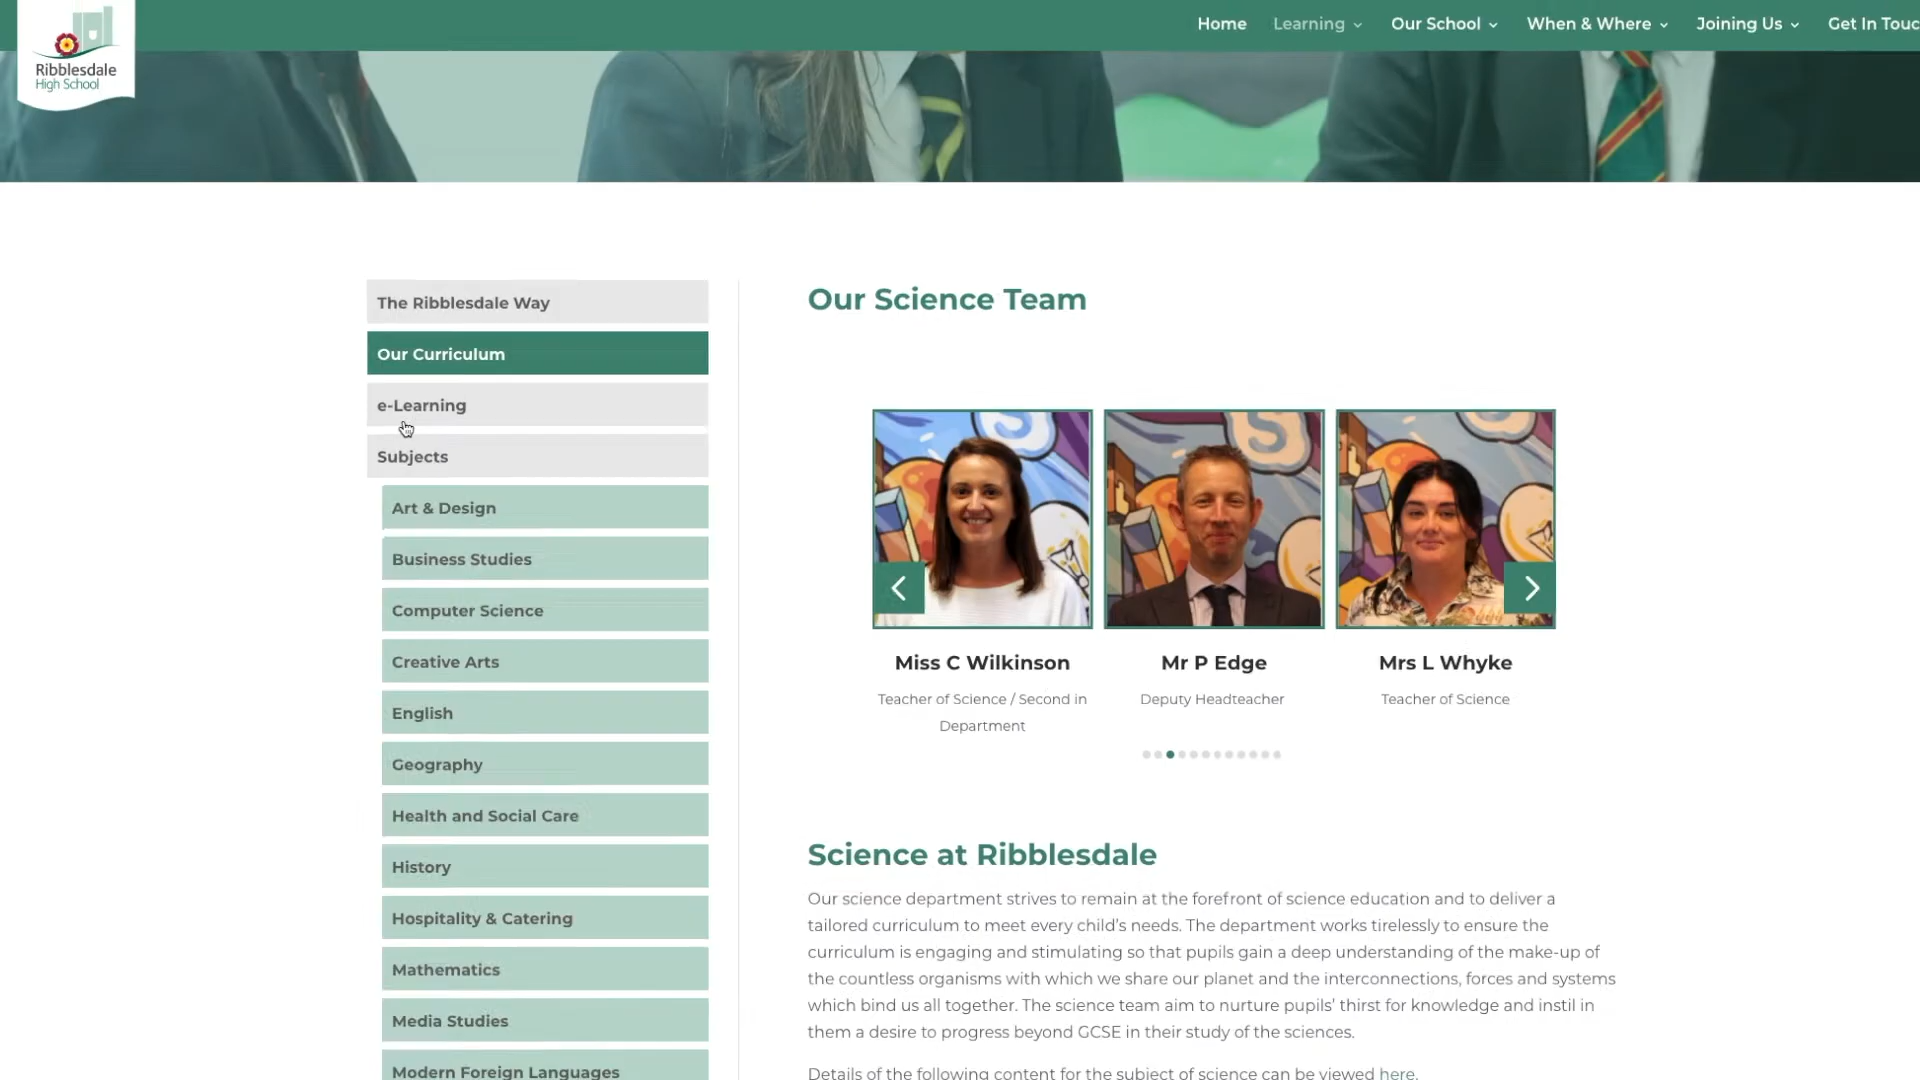 Ribblesdale
High School
Home
Learning
Our School
When & Where
Joining Us
Get In Touc
The Ribblesdale Way
Our Curriculum
e-Learning
Subjects
Art & Design
Business Studies
Computer Science
Creative Arts
English
Geography
Health and Social Care
History
Hospitality & Catering
Mathematics
Media Studies
Modern Foreign Languages
Our Science Team
Miss C Wilkinson
Teacher of Science / Second in
Department
Mr P Edge
Deputy Headteacher
Mrs L Whyke
Teacher of Science
Science at Ribblesdale
Our science department strives to remain at the forefront of science education and to deliver a
tailored curriculum to meet every child’s needs. The department works tirelessly to ensure the
curriculum is engaging and stimulating so that pupils gain a deep understanding of the make-up of
the countless organisms with which we share our planet and the interconnections, forces and systems
which bind us all together. The science team aim to nurture pupils’ thirst for knowledge and instil in
them a desire to progress beyond GCSE in their study of the sciences.
Details of the following content for the subject of science can be viewed here.